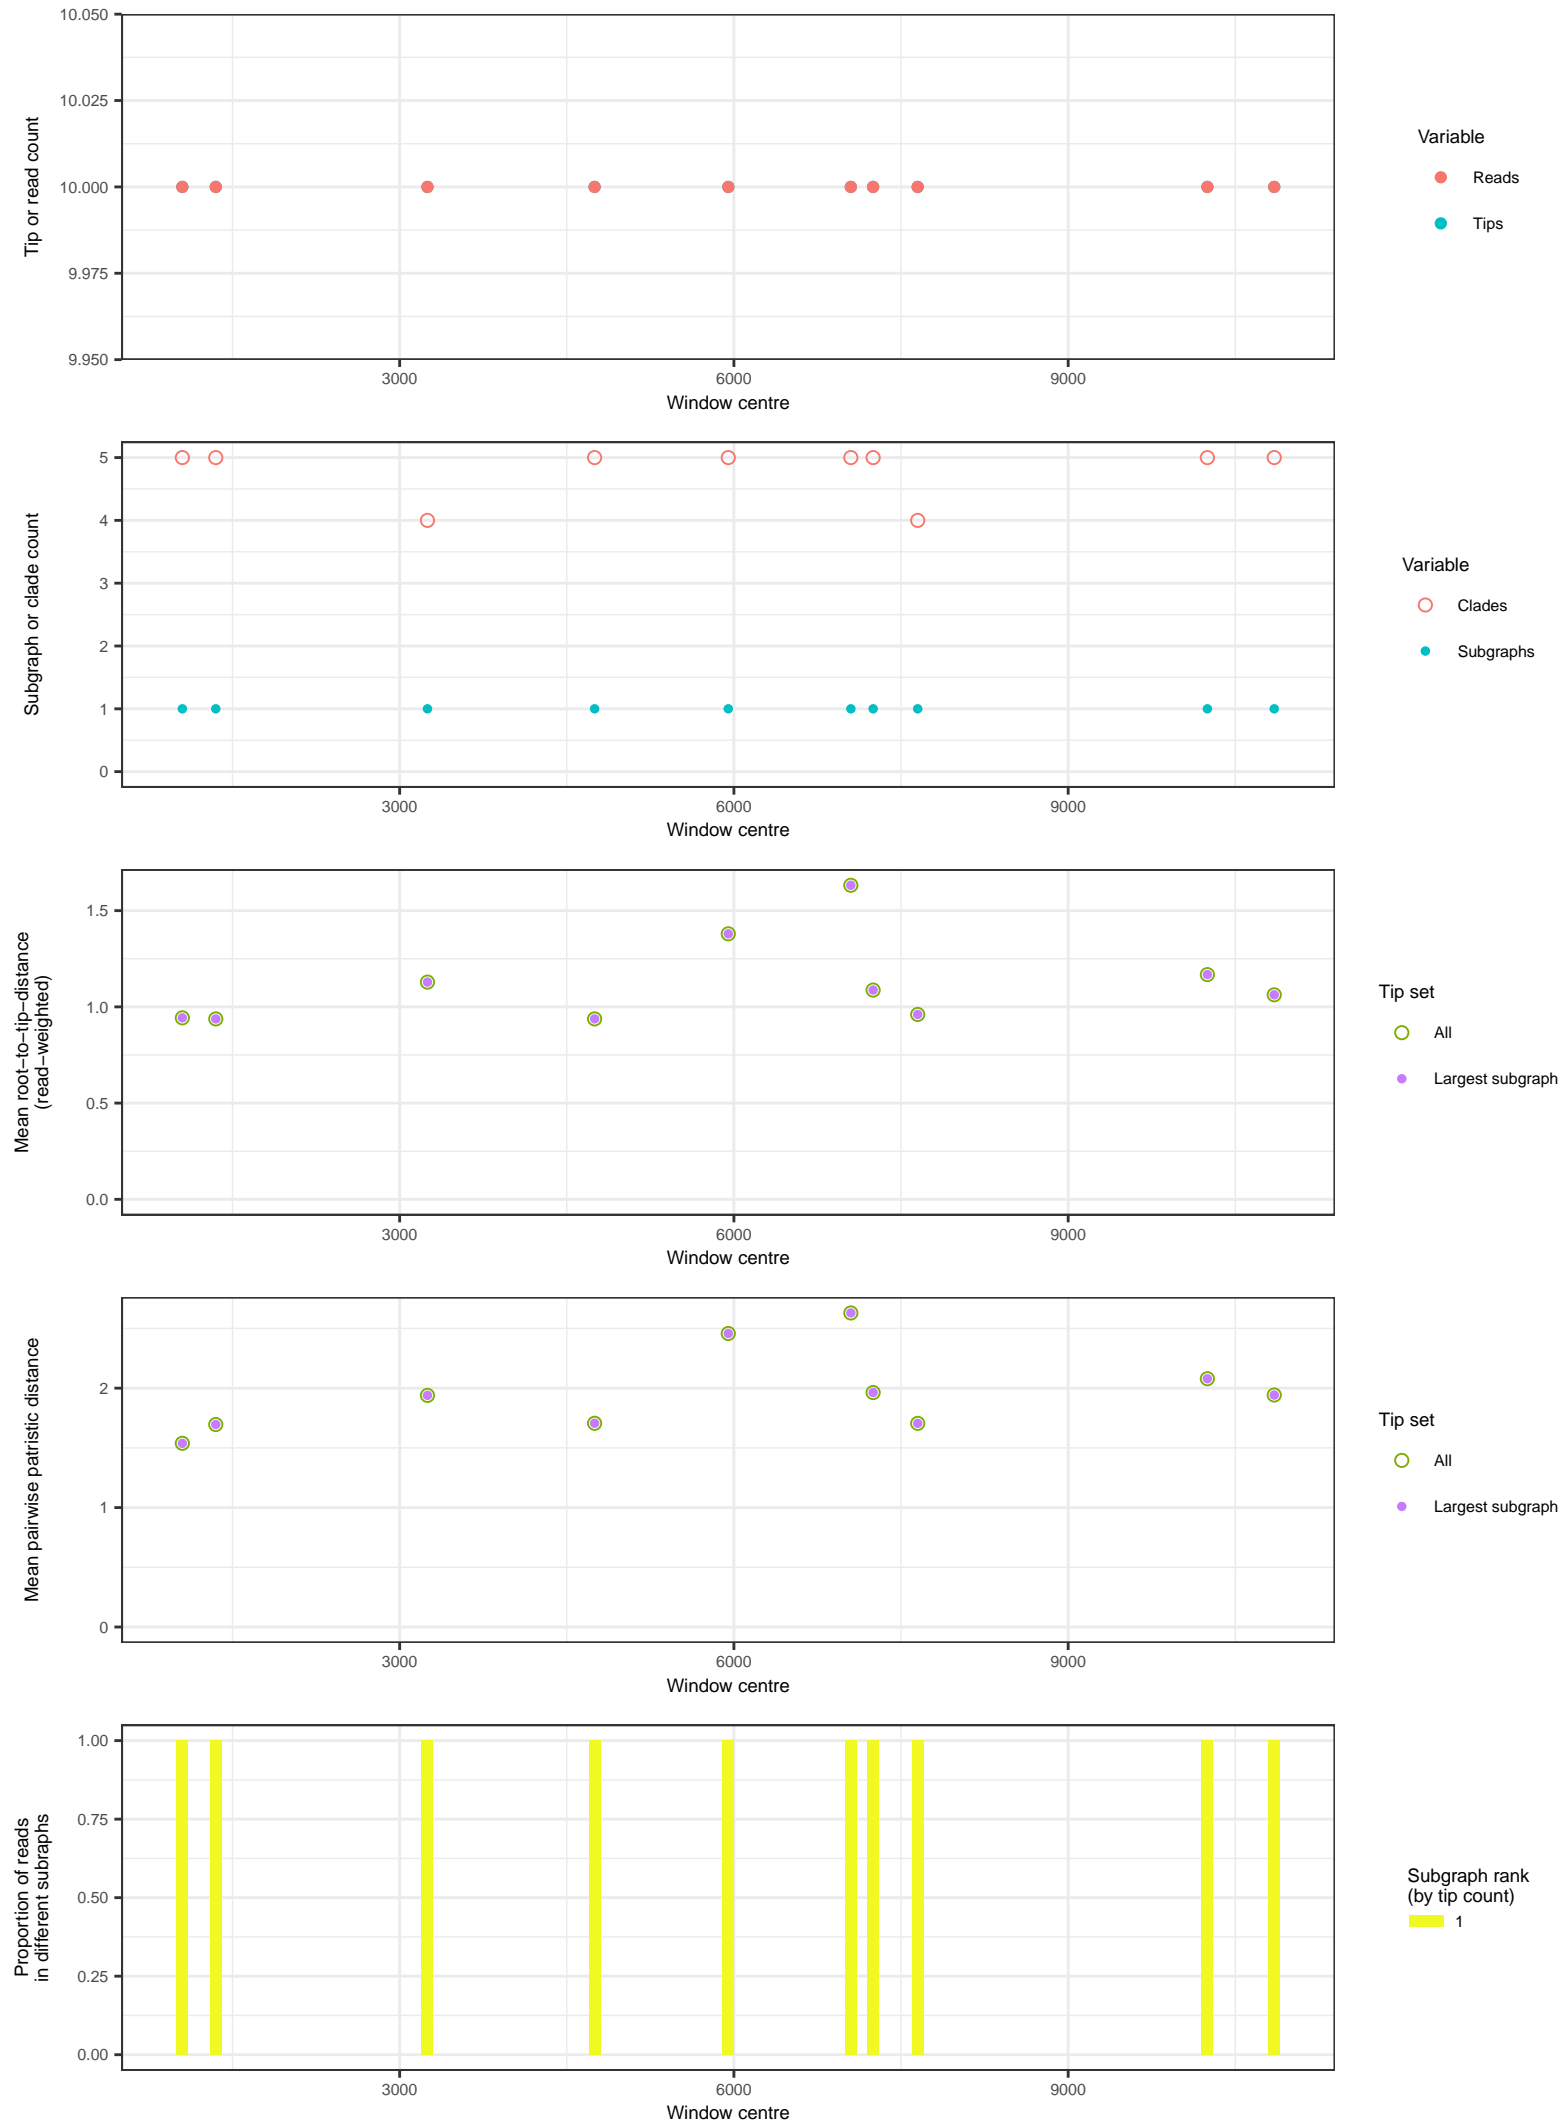 10.050
10.025
10.000
9.975
9.950
Tip or read count
3000
6000
9000
Window centre
Variable
Reads
Tips
5
4
3
2
1
0
Subgraph or clade count
3000
6000
9000
Window centre
Variable
Clades
Subgraphs
1.5
1.0
0.5
0.0
Mean root−to−tip−distance
(read−weighted)
3000
6000
9000
Window centre
Tip set
All
Largest subgraph
2
1
0
Mean pairwise patristic distance
3000
6000
9000
Window centre
Tip set
All
Largest subgraph
1.00
0.75
0.50
0.25
0.00
Proportion of reads
in different subraphs
3000
6000
9000
Window centre
Subgraph rank
(by tip count)
1